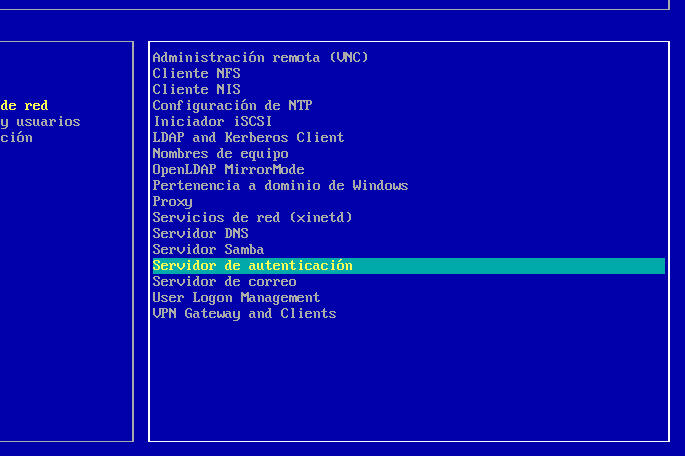 de red
y usuarios
ción
Administración remota (VNC)
Cliente NFS
Cliente NIS
Configuración de NTP
Iniciador iSCSI
LDAP and Kerberos Client
Nombres de equipo
OpenLDAP MirrorMode
Pertenencia a dominio de Windows
Proxy
Servicios de red (xinetd)
Servidor DNS
Servidor Samba
Servidor de autenticación
Servidor de correo
User Logon Management
VPN Gateway and Clients